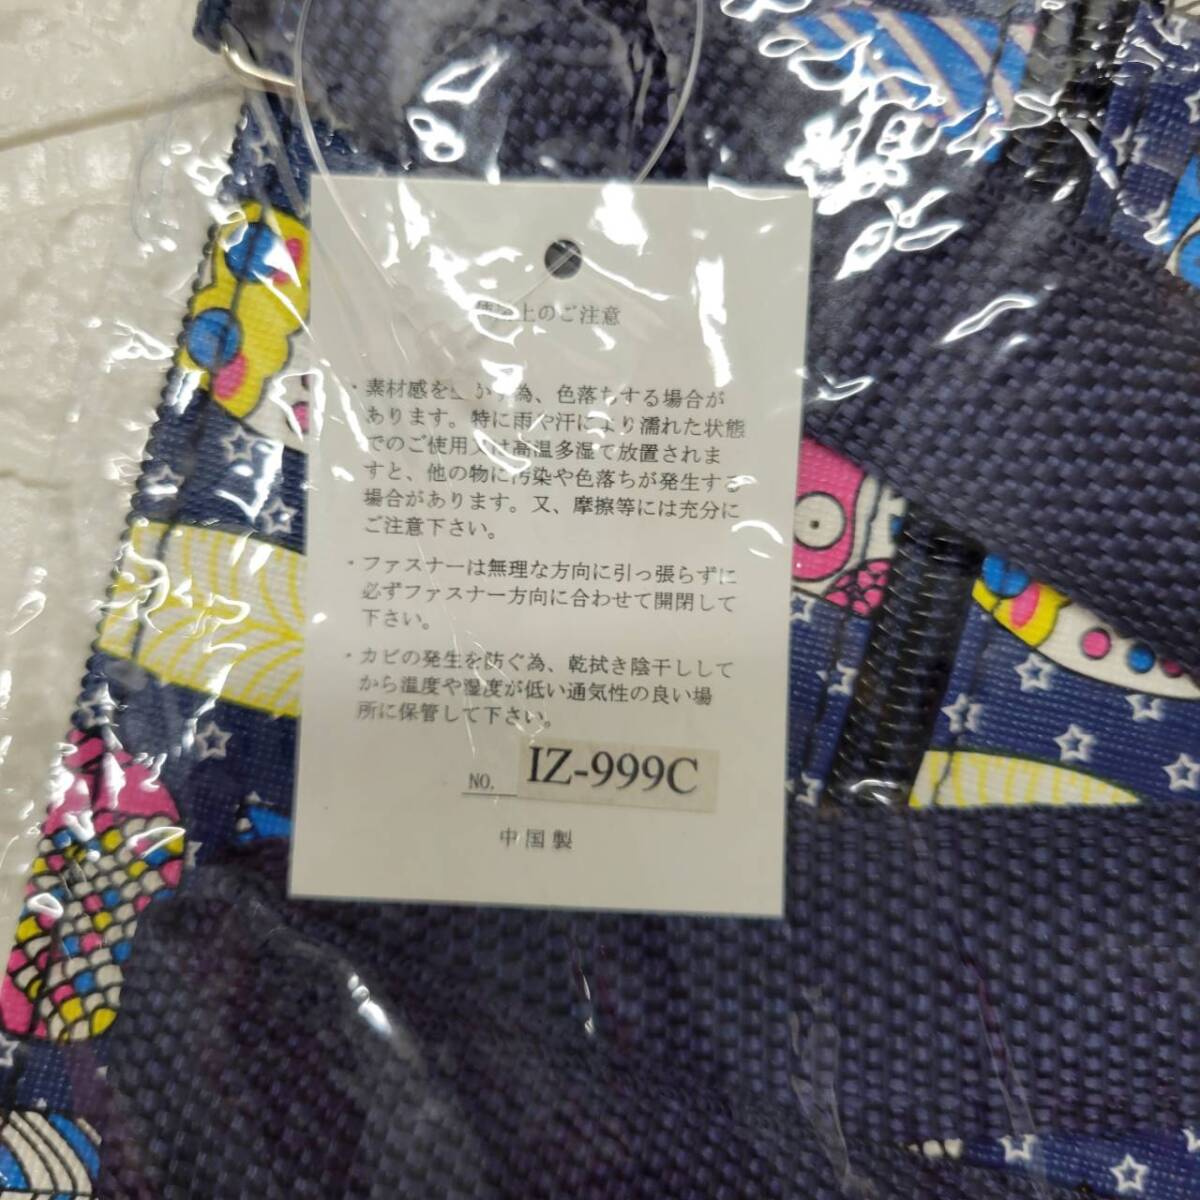 上のご注意
・素材感を生かす為、色落ちする場合が
あります。特に雨や汗により濡れた状態
でのご使用又は高温多湿で放置されま
すと、他の物に汚染や色落ちが発生する
場合があります。又、摩擦等には充分に
ご注意下さい。
・ファスナーは無理な方向に引っ張らずに
必ずファスナー方向に合わせて開閉して
下さい。
・カビの発生を防ぐ為、乾拭き陰干しして
から温度や湿度が低い通気性の良い場
所に保管して下さい。
NO. IZ-999C
中国製